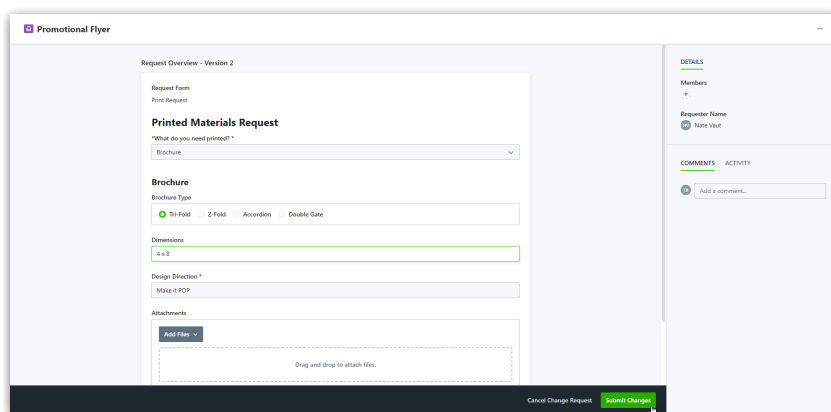 Promotional Flyer
Request Overview - Version 2
Request Form
Print Request
Printed Materials Request
*What do you need printed? *
Brochure
Brochure
Brochure Type
Tri-Fold Z-Fold Accordion Double Gate
Dimensions
4 x 8
Design Direction *
Make it POP
Attachments
Add Files
Drag and drop to attach files.
Cancel Change Request Submit Changes
DETAILS
Members
+
Requester Name
NV Nate Vaut
COMMENTS ACTIVITY
Add a comment...